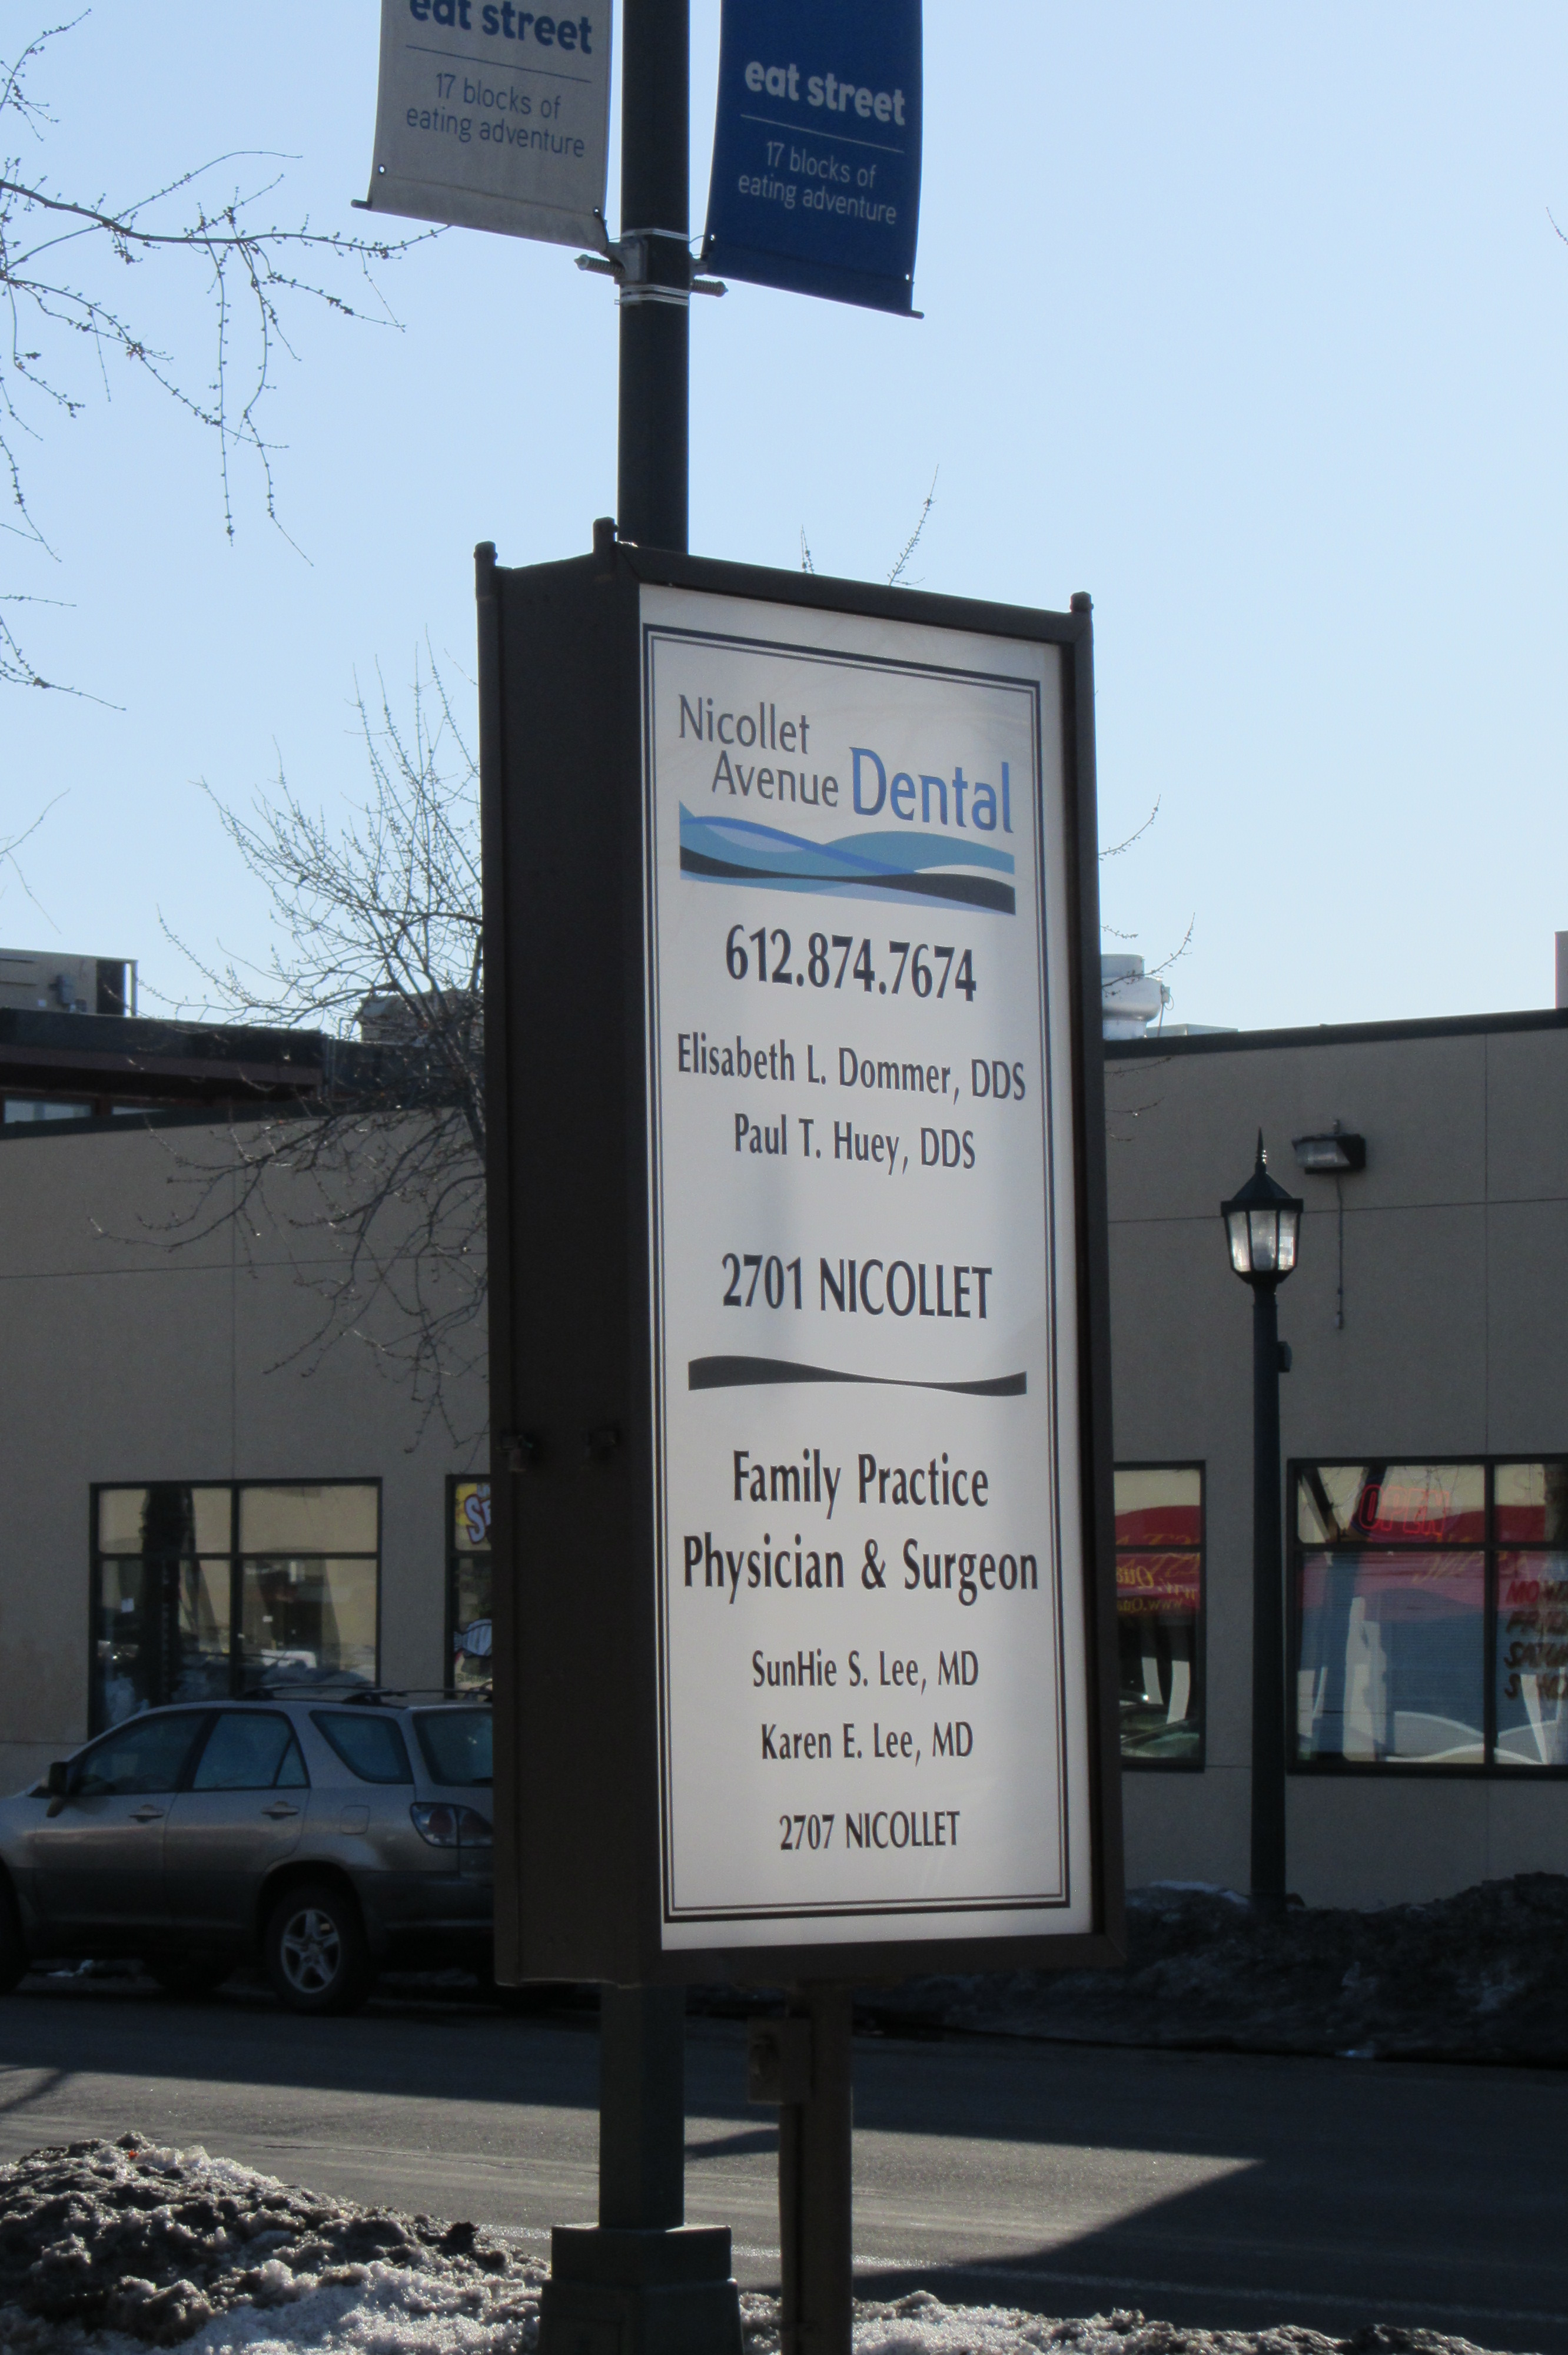 eat street
17 blocks of
eating adventure
eat street
17 blocks of
eating adventure
Nicollet
Avenue Dental
612.874.7674
Elisabeth L. Dommer, DDS
Paul T. Huey, DDS
2701 NICOLLET
Family Practice
Physician & Surgeon
SunHie S. Lee, MD
Karen E. Lee, MD
2707 NICOLLET
OPEN